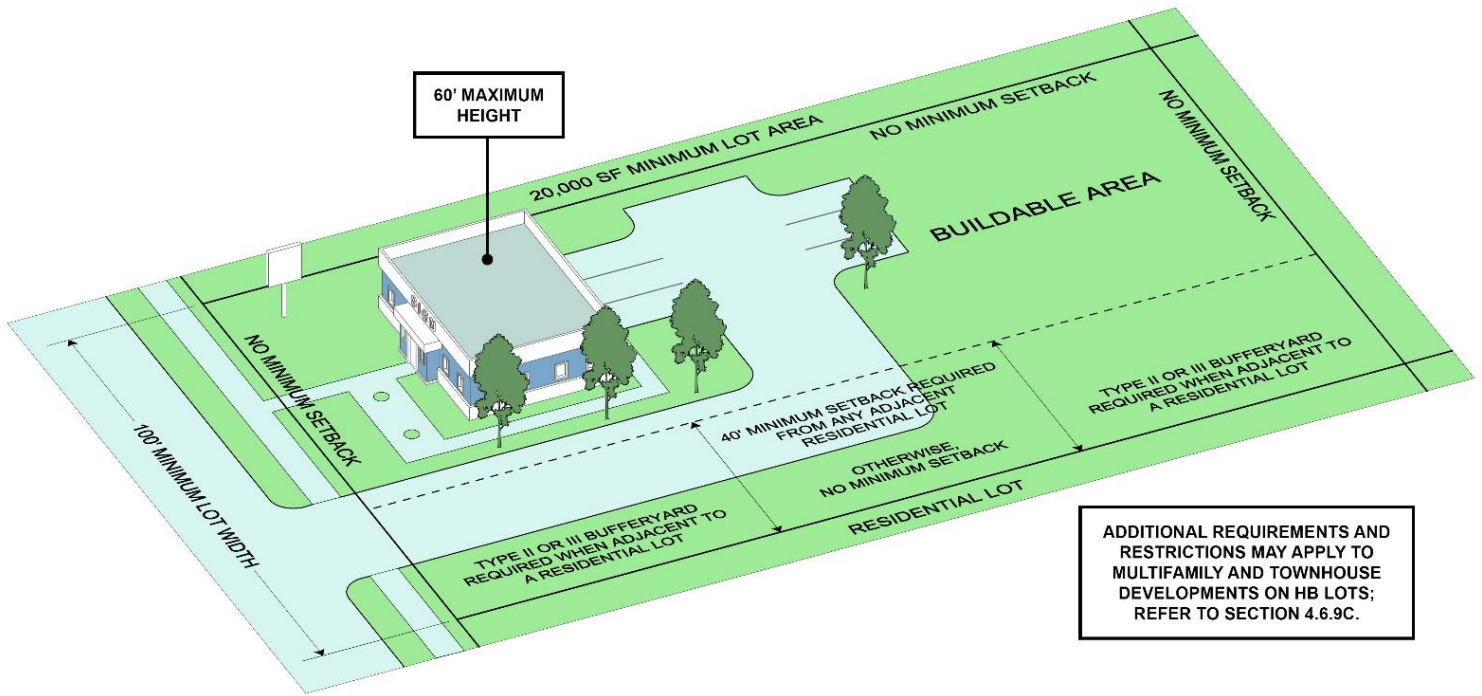 60' MAXIMUM
HEIGHT
20,000 SF MINIMUM LOT AREA
NO MINIMUM SETBACK
NO MINIMUM SETBACK
BUILDABLE AREA
SIGN
NO MINIMUM SETBACK
100' MINIMUM LOT WIDTH
40' MINIMUM SETBACK REQUIRED
FROM ANY ADJACENT
RESIDENTIAL LOT
OTHERWISE,
NO MINIMUM SETBACK
TYPE II OR III BUFFERYARD
REQUIRED WHEN ADJACENT TO
A RESIDENTIAL LOT
TYPE II OR III BUFFERYARD
REQUIRED WHEN ADJACENT TO
A RESIDENTIAL LOT
RESIDENTIAL LOT
ADDITIONAL REQUIREMENTS AND
RESTRICTIONS MAY APPLY TO
MULTIFAMILY AND TOWNHOUSE
DEVELOPMENTS ON HB LOTS;
REFER TO SECTION 4.6.9C.